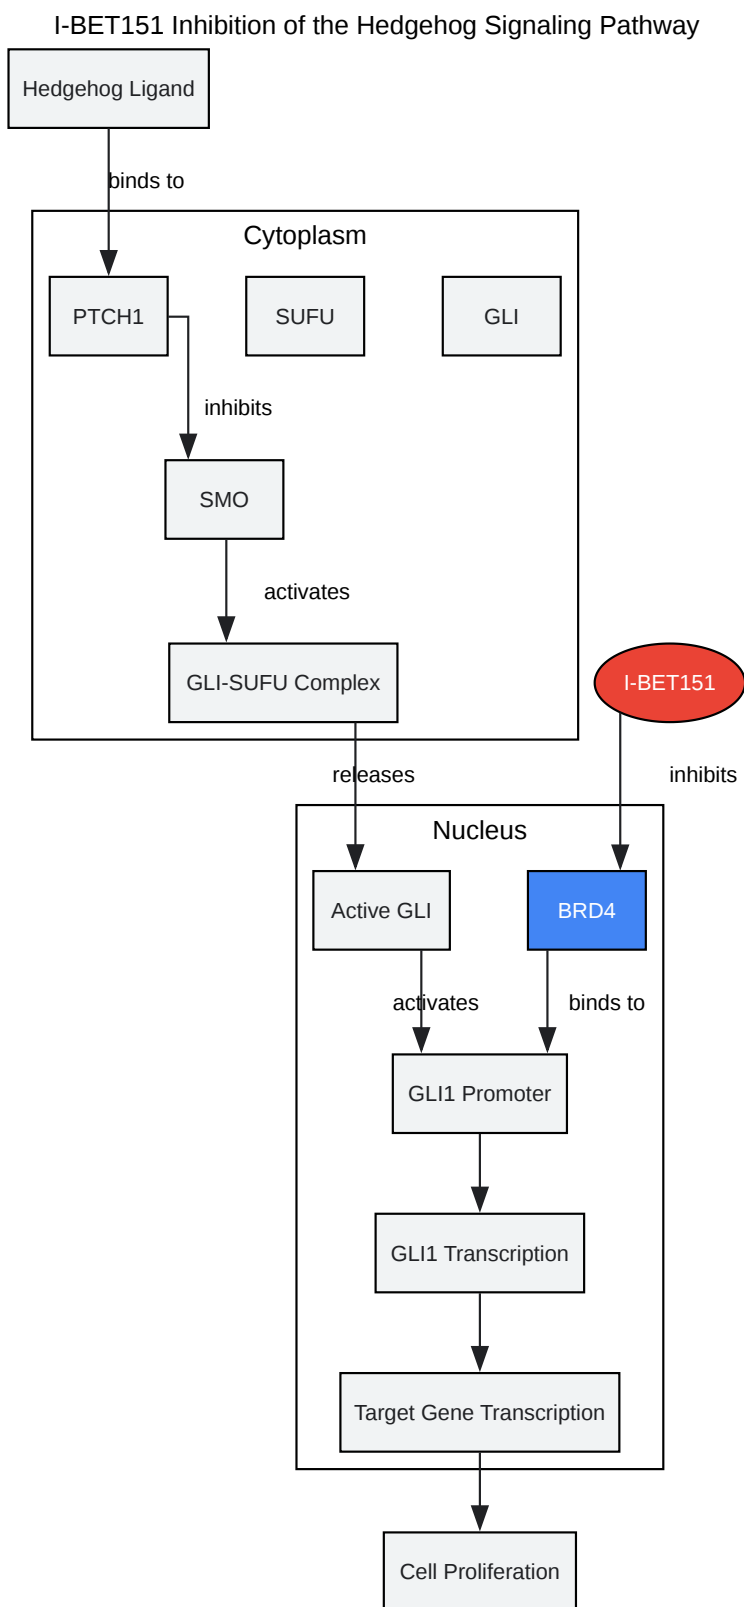 I-BET151 Inhibition of the Hedgehog Signaling Pathway
Hedgehog Ligand
binds to
Cytoplasm
PTCH1
SUFU
GLI
inhibits
SMO
activates
GLI-SUFU Complex
I-BET151
releases
inhibits
Nucleus
Active GLI
BRD4
activates
binds to
GLI1 Promoter
GLI1 Transcription
Target Gene Transcription
Cell Proliferation